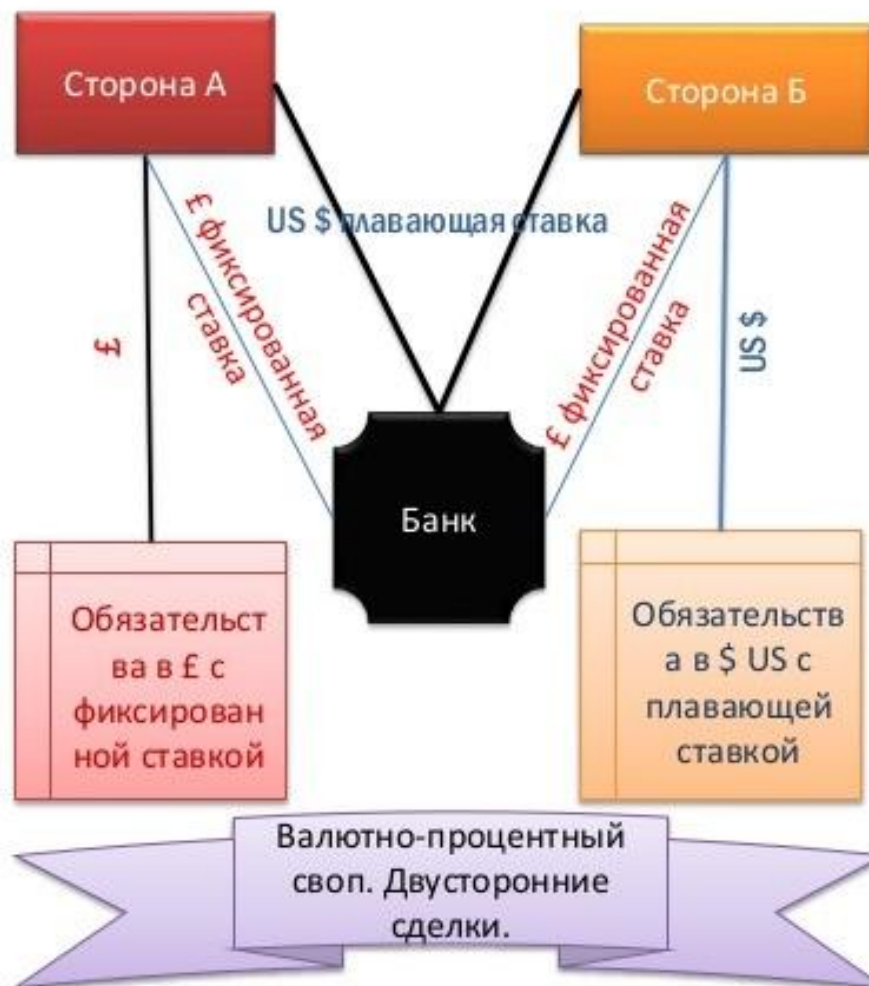 Сторона А
Сторона Б
US $ плавающая ставка
£ фиксированная
ставка
£ фиксированная
ставка
£
US $
Банк
Обязательст
ва в £ с
фиксирован
ной ставкой
Обязательств
а в $ US с
плавающей
ставкой
Валютно-процентный
своп. Двусторонние
сделки.